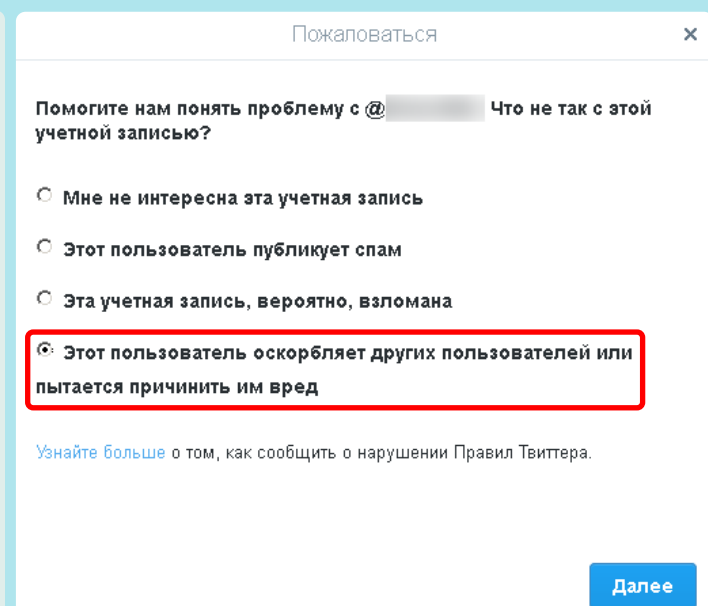 Пожаловаться
Помогите нам понять проблему с @ Что не так с этой
учетной записью?
Мне не интересна эта учетная запись
Этот пользователь публикует спам
Эта учетная запись, вероятно, взломана
Этот пользователь оскорбляет других пользователей или
пытается причинить им вред
Узнайте больше о том, как сообщить о нарушении Правил Твиттера.
Далее